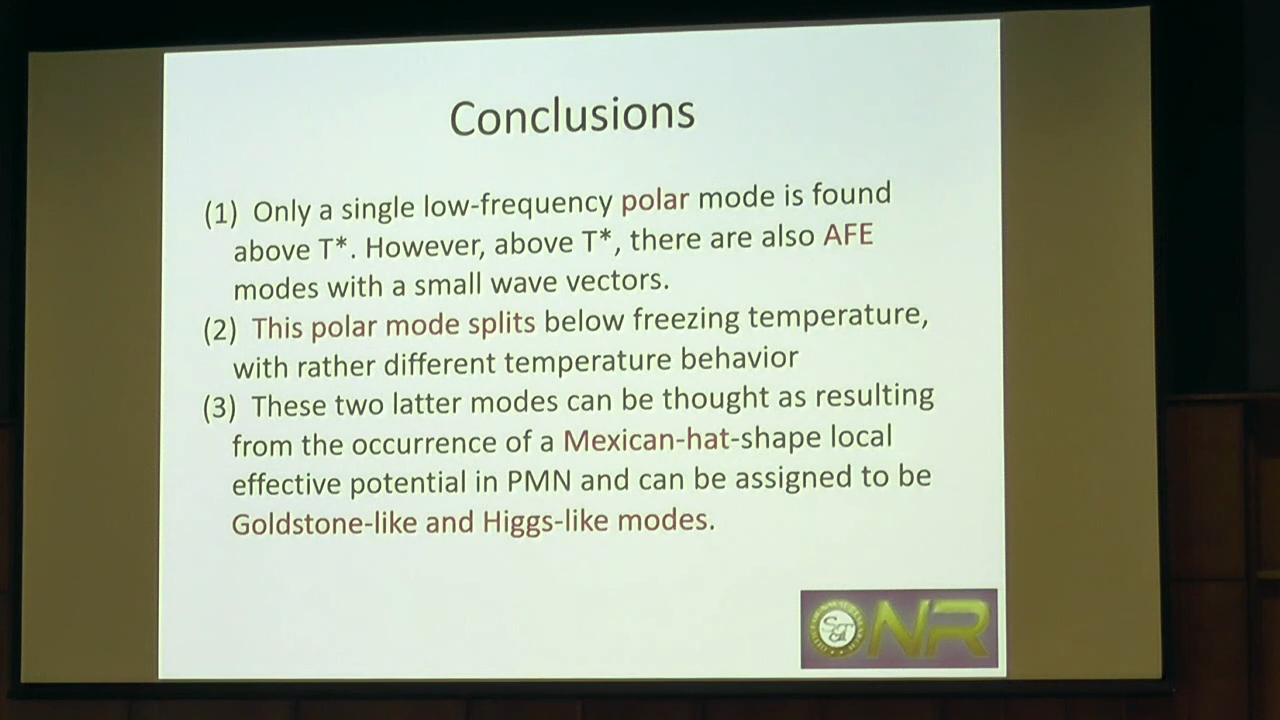 Conclusions
(1) Only a single low-frequency polar mode is found
above T*. However, above T*, there are also AFE
modes with a small wave vectors.
(2) This polar mode splits below freezing temperature,
with rather different temperature behavior
(3) These two latter modes can be thought as resulting
from the occurrence of a Mexican-hat-shape local
effective potential in PMN and can be assigned to be
Goldstone-like and Higgs-like modes.
ONR